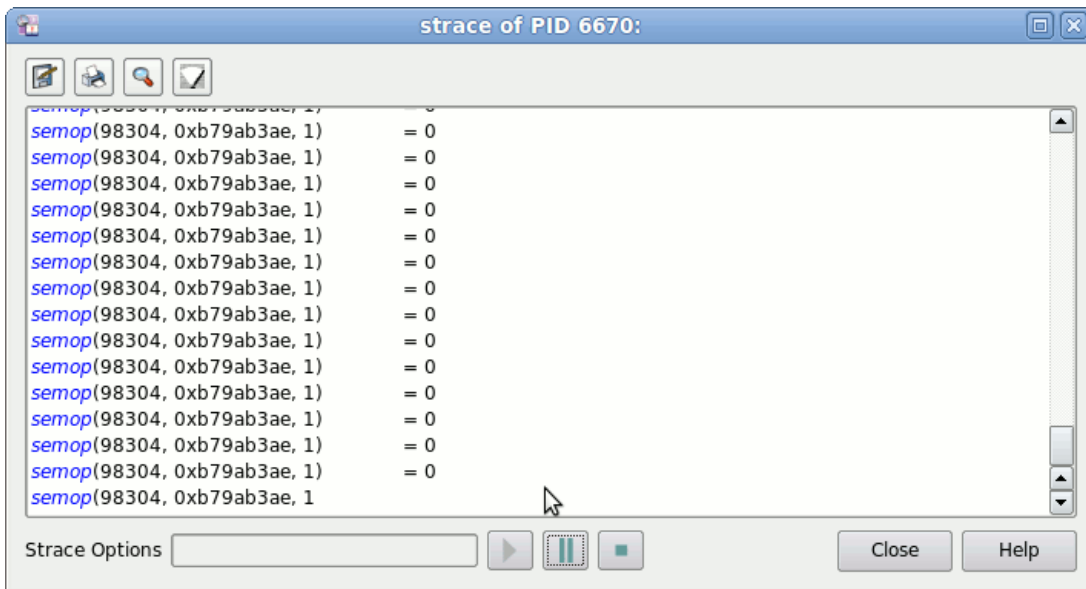 strace of PID 6670:
semop(98304, 0xb79ab3ae, 1) = 0
semop(98304, 0xb79ab3ae, 1) = 0
semop(98304, 0xb79ab3ae, 1) = 0
semop(98304, 0xb79ab3ae, 1) = 0
semop(98304, 0xb79ab3ae, 1) = 0
semop(98304, 0xb79ab3ae, 1) = 0
semop(98304, 0xb79ab3ae, 1) = 0
semop(98304, 0xb79ab3ae, 1) = 0
semop(98304, 0xb79ab3ae, 1) = 0
semop(98304, 0xb79ab3ae, 1) = 0
semop(98304, 0xb79ab3ae, 1) = 0
semop(98304, 0xb79ab3ae, 1) = 0
semop(98304, 0xb79ab3ae, 1) = 0
semop(98304, 0xb79ab3ae, 1) = 0
semop(98304, 0xb79ab3ae, 1
Strace Options Close Help